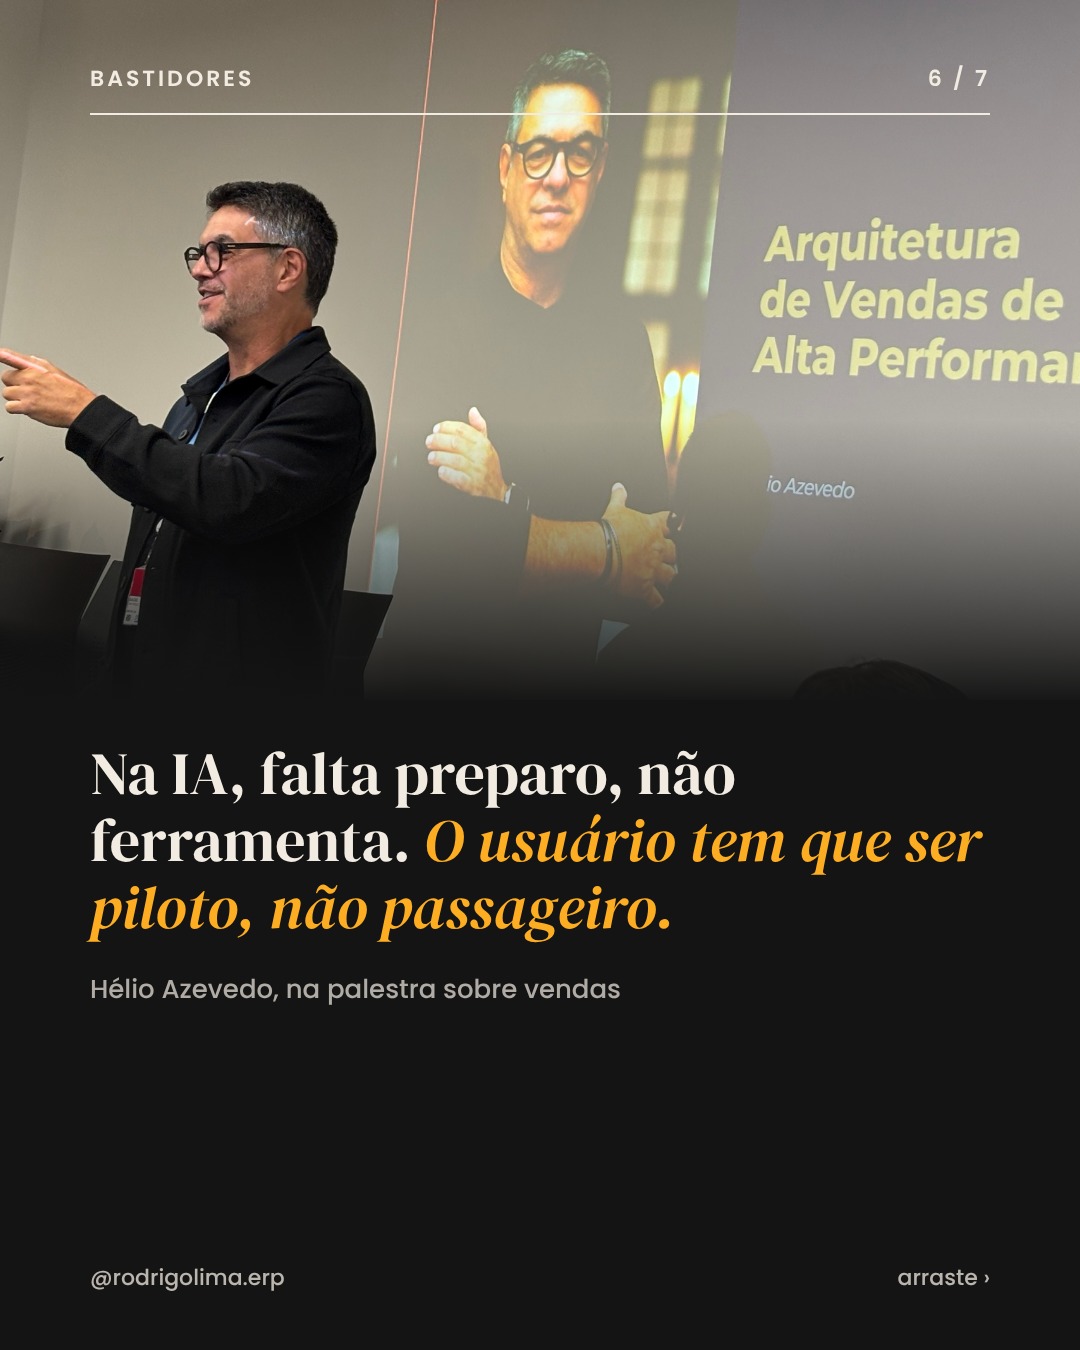 BASTIDORES
6 / 7
Arquitetura
de Vendas de
Alta Performan
io Azevedo
Na IA, falta preparo, não
ferramenta. O usuário tem que ser
piloto, não passageiro.
Hélio Azevedo, na palestra sobre vendas
@rodrigolima.erp
arraste ›